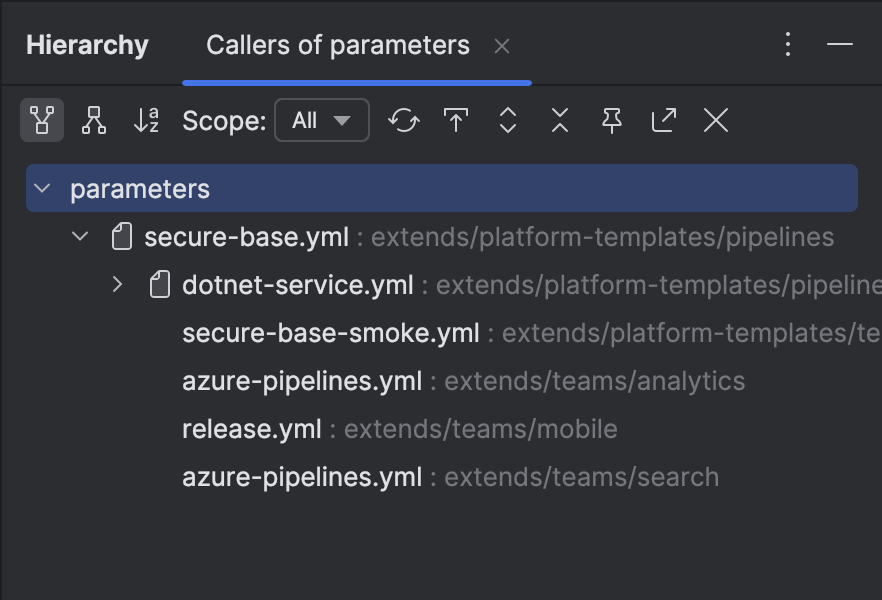 Hierarchy Callers of parameters
Scope: All
parameters
secure-base.yml : extends/platform-templates/pipelines
dotnet-service.yml : extends/platform-templates/pipeline
secure-base-smoke.yml : extends/platform-templates/te
azure-pipelines.yml : extends/teams/analytics
release.yml : extends/teams/mobile
azure-pipelines.yml : extends/teams/search